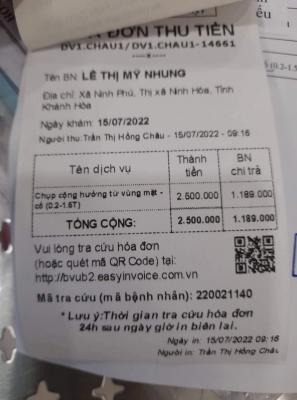 ĐƠN THU TIỀN
DV1.CHAU1/DV1.CHAU1-14661
Tên BN: LÊ THỊ MỸ NHUNG
Địa chỉ: Xã Ninh Phú, Thị xã Ninh Hòa, Tỉnh
Khánh Hòa
Ngày khám: 15/07/2022
Người thu: Trần Thị Hồng Châu - 15/07/2022 - 09:16
Tên dịch vụ Thành tiền BN chi trả
Chụp cộng hưởng từ vùng mặt - 2.500.000 1.189.000
cổ (0.2-1.5T)
TỔNG CỘNG: 2.500.000 1.189.000
Vui lòng tra cứu hóa đơn
(hoặc quét mã QR Code) tại:
http://bvub2.easyinvoice.com.vn
Mã tra cứu (mã bệnh nhân): 220021140
* Lưu ý: Thời gian tra cứu hóa đơn
24h sau ngày giờ in biên lai.
Ngày in: 15/07/2022 09:16
Người in: Trần Thị Hồng Châu